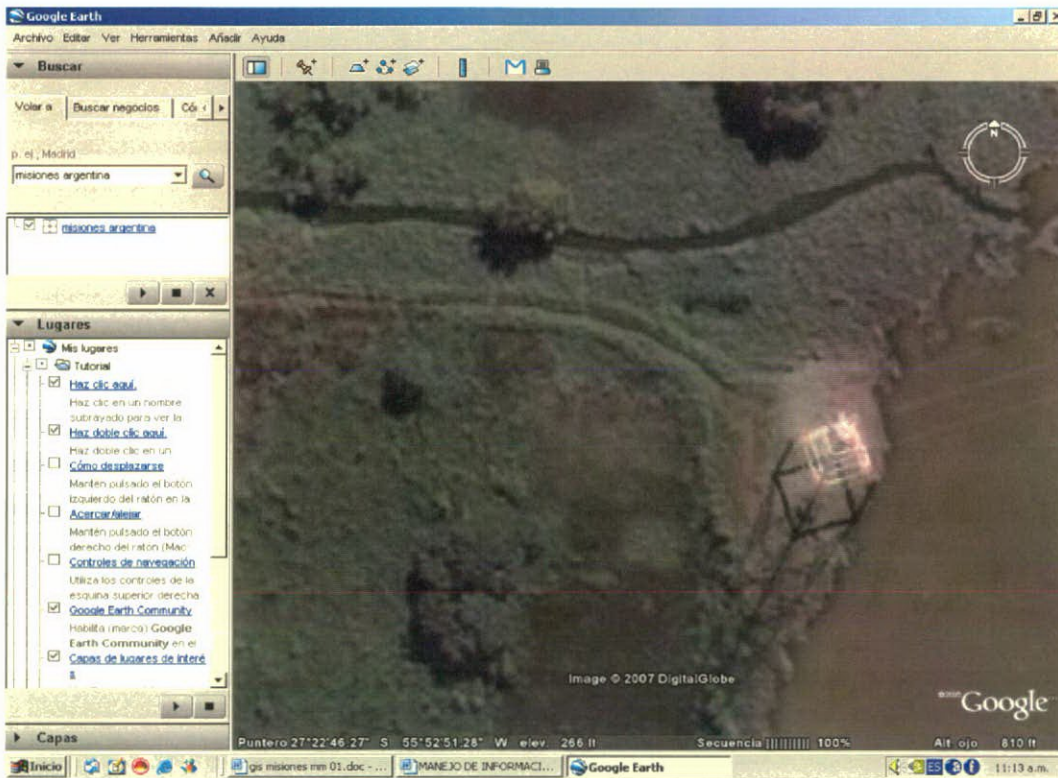 Google Earth
Archivo Editar Ver Herramientas Añadir Ayuda
Buscar
Volar a Buscar negocios Có
p. ej., Madrid
misiones argentina
misiones argentina
Lugares
Mis lugares
Tutorial
Haz clic aquí.
Haz clic en un nombre
subrayado para ver la
Haz doble clic aquí.
Haz doble clic en un
Cómo desplazarse
Mantén pulsado el botón
izquierdo del ratón en la
Acercar/alejar
Mantén pulsado el botón
derecho del ratón (Mac:
Controles de navegación
Utiliza los controles de la
esquina superior derecha
Google Earth Community
Habilita (marca) Google
Earth Community en el
Capas de lugares de interé
s
Capas
N
Image © 2007 DigitalGlobe
Google
Puntero 27°22'46.27" S 55°52'51.28" W elev. 266 ft Secuencia |||||||||| 100% Alt. ojo 810 ft
Inicio gis misiones mm 01.doc - ... MANEJO DE INFORMACI... Google Earth ES 11:13 a.m.